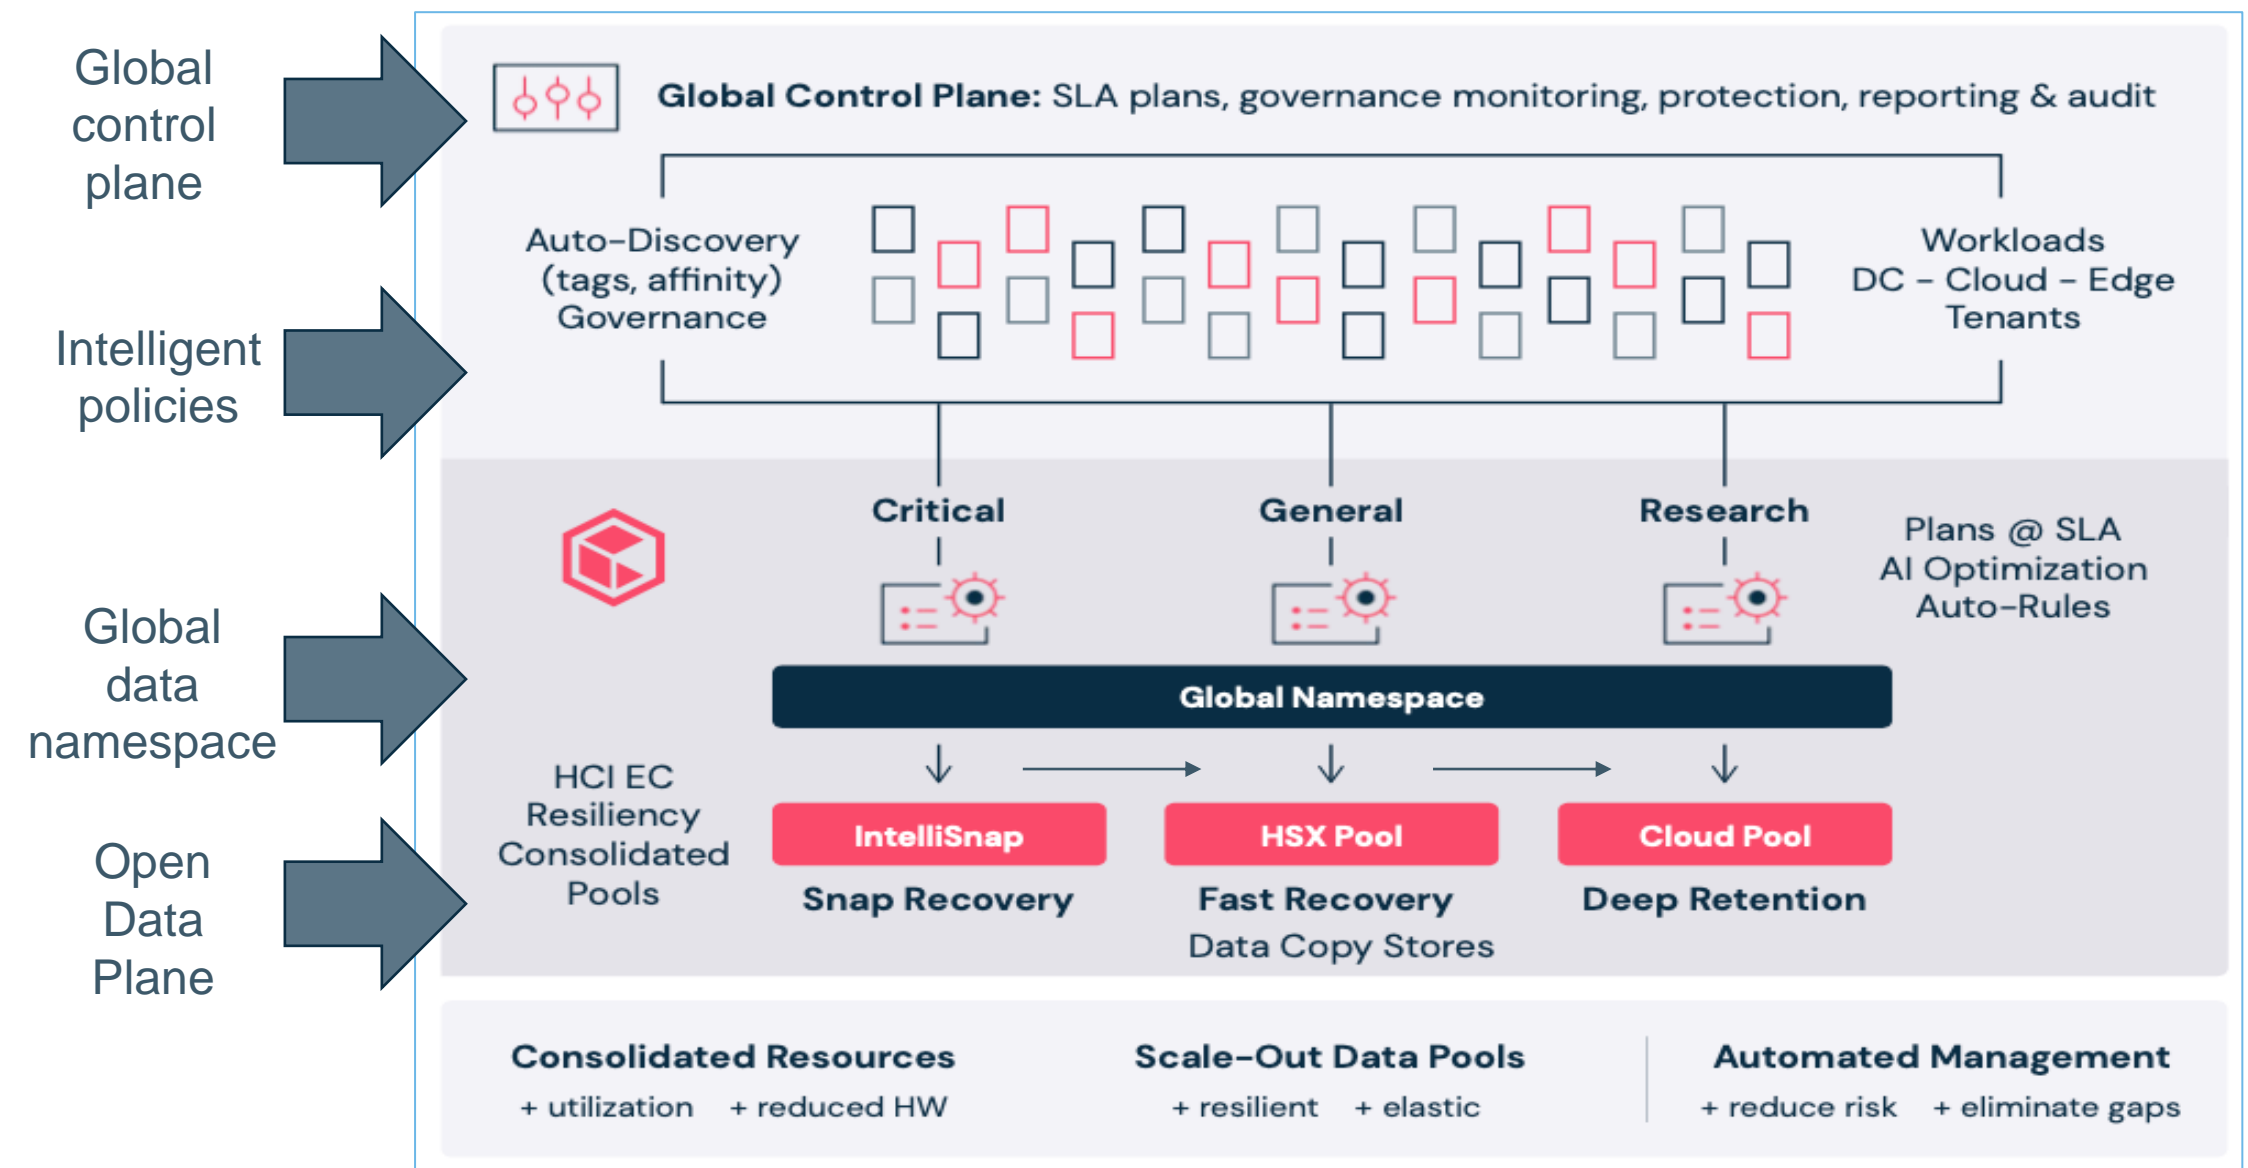 Global
control
plane
Intelligent
policies
Global
data
namespace
Open
Data
Plane
Global Control Plane: SLA plans, governance monitoring, protection, reporting & audit
Auto-Discovery
(tags, affinity)
Governance
Workloads
DC - Cloud - Edge
Tenants
Critical
General
Research
Plans @ SLA
AI Optimization
Auto-Rules
Global Namespace
HCI EC
Resiliency
Consolidated
Pools
IntelliSnap
HSX Pool
Cloud Pool
Snap Recovery
Fast Recovery
Deep Retention
Data Copy Stores
Consolidated Resources
+ utilization + reduced HW
Scale-Out Data Pools
+ resilient + elastic
Automated Management
+ reduce risk + eliminate gaps